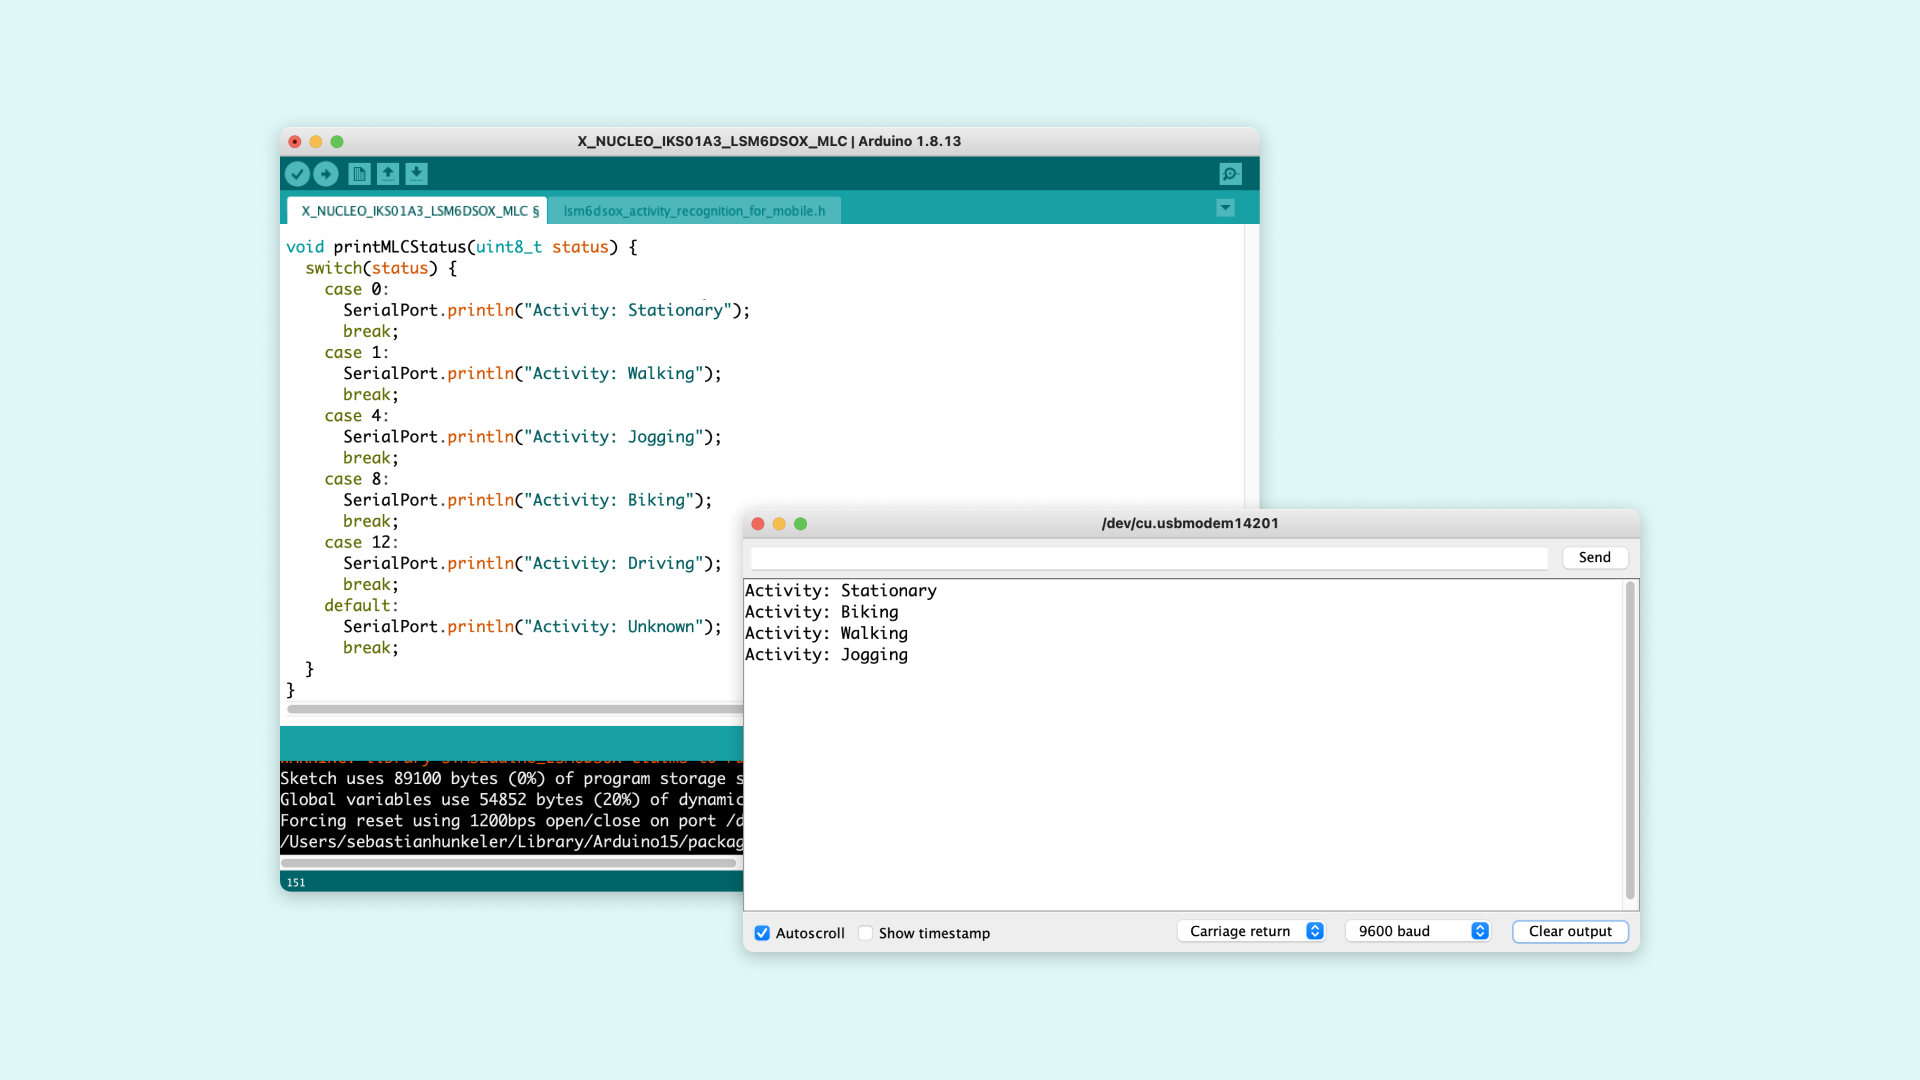 X_NUCLEO_IKS01A3_LSM6DSOX_MLC | Arduino 1.8.13
X_NUCLEO_IKS01A3_LSM6DSOX_MLC §
lsm6dsox_activity_recognition_for_mobile.h
void printMLCStatus(uint8_t status) {
switch(status) {
case 0:
SerialPort.println("Activity: Stationary");
break;
case 1:
SerialPort.println("Activity: Walking");
break;
case 4:
SerialPort.println("Activity: Jogging");
break;
case 8:
SerialPort.println("Activity: Biking");
break;
case 12:
SerialPort.println("Activity: Driving");
break;
default:
SerialPort.println("Activity: Unknown");
break;
}
}
Sketch uses 89100 bytes (0%) of program storage
Global variables use 54852 bytes (20%) of dynamic
Forcing reset using 1200bps open/close on port
/Users/sebastianhunkeler/Library/Arduino15/packag
151
/dev/cu.usbmodem14201
Send
Activity: Stationary
Activity: Biking
Activity: Walking
Activity: Jogging
Autoscroll
Show timestamp
Carriage return
9600 baud
Clear output